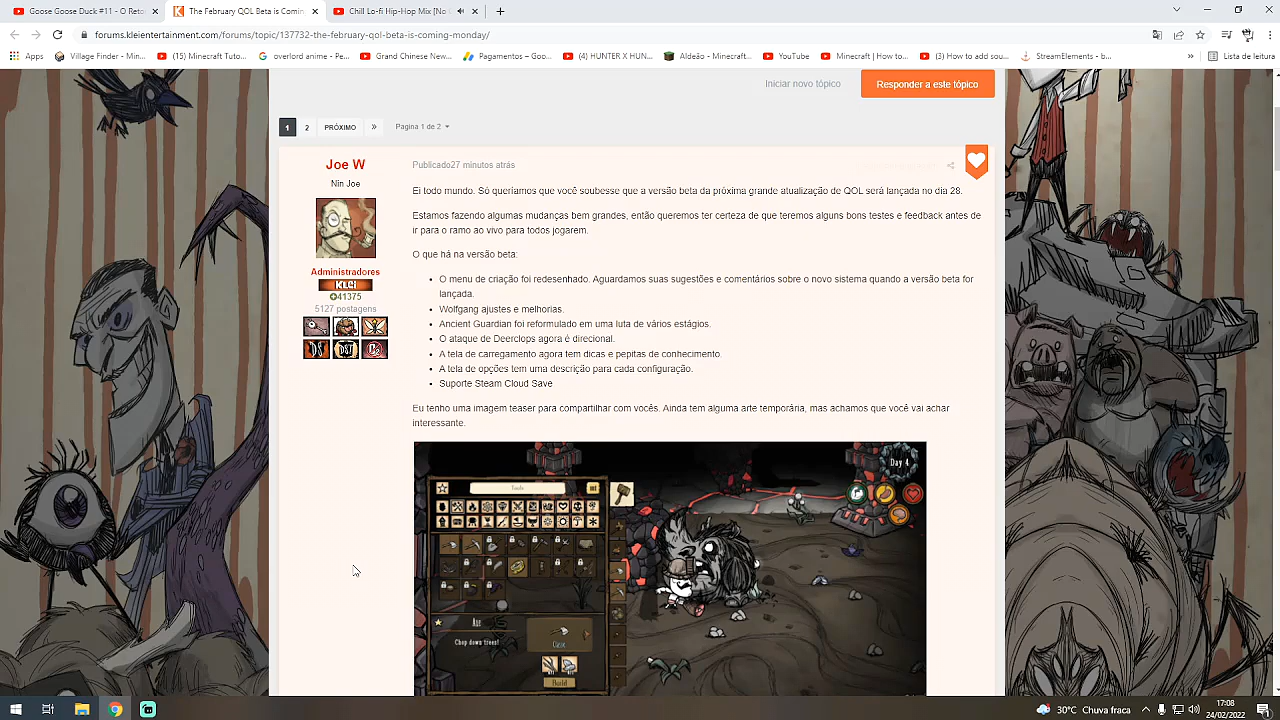 Goose Goose Duck #11 - O Reto
The February QOL Beta is Comin
Chill Lo-fi Hip-Hop Mix [No
forums.kleientertainment.com/forums/topic/137732-the-february-qol-beta-is-coming-monday/
Apps
Village Finder - Min...
(15) Minecraft Tuto...
overlord anime - Pe...
Grand Chinese New...
Pagamentos – Goo...
(4) HUNTER X HUN...
Aldeão - Minecraft...
YouTube
Minecraft | How to...
(3) How to add sou...
StreamElements - b...
»
Lista de leitura
Iniciar novo tópico
Responder a este tópico
1 2 PRÓXIMO » Pagina 1 de 2
Joe W
Nin Joe
Administradores
KLEi
41375
5127 postagens
Publicado27 minutos atrás
Ei todo mundo. Só queríamos que você soubesse que a versão beta da próxima grande atualização de QOL será lançada no dia 28.
Estamos fazendo algumas mudanças bem grandes, então queremos ter certeza de que teremos alguns bons testes e feedback antes de
ir para o ramo ao vivo para todos jogarem.
O que há na versão beta:
O menu de criação foi redesenhado. Aguardamos suas sugestões e comentários sobre o novo sistema quando a versão beta for
lançada.
Wolfgang ajustes e melhorias.
Ancient Guardian foi reformulado em uma luta de vários estágios.
O ataque de Deerclops agora é direcional.
A tela de carregamento agora tem dicas e pepitas de conhecimento.
A tela de opções tem uma descrição para cada configuração.
Suporte Steam Cloud Save
Eu tenho uma imagem teaser para compartilhar com vocês. Ainda tem alguma arte temporária, mas achamos que você vai achar
interessante.
Day 4
Tools
Axe
Chop down trees!
Build
30°C Chuva fraca
17:08
24/02/2022